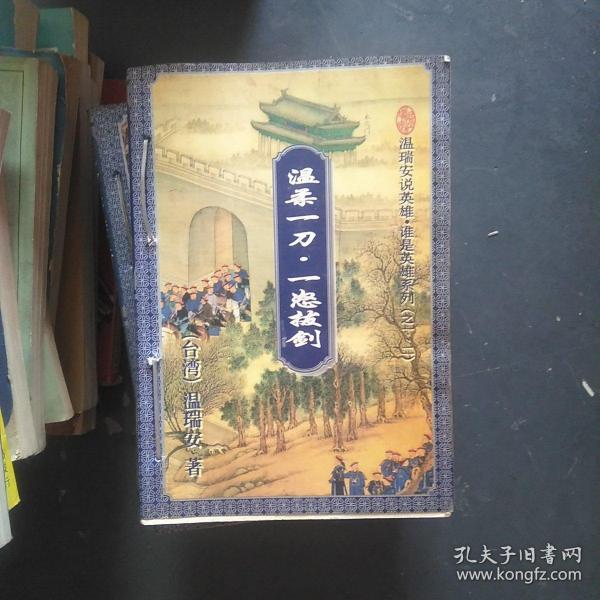 温瑞安说英雄·谁是英雄系列(之一、二)
温柔一刀·一怒拔剑
(台湾)温瑞安 著
孔夫子旧书网
www.kongfz.com